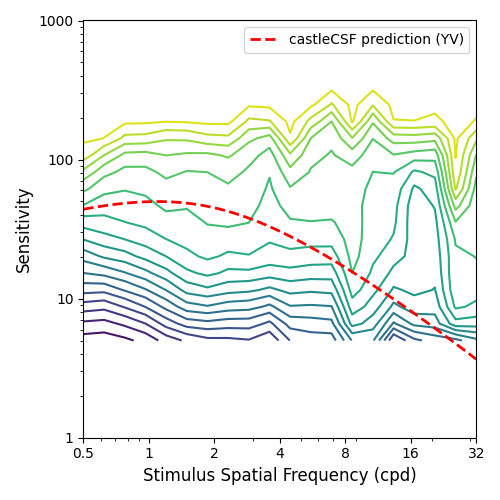 1000
castleCSF prediction (YV)
100
Sensitivity
10
1
0.5 1 2 4 8 16 32
Stimulus Spatial Frequency (cpd)